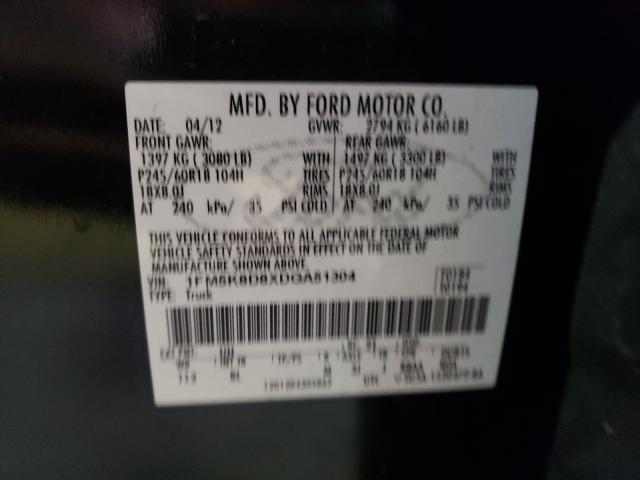 MFD. BY FORD MOTOR CO.
DATE: 04/12 GVWR: 2794 KG ( 6160 LB)
FRONT GAWR: REAR GAWR:
1397 KG ( 3080 LB) WITH 1497 KG ( 3300 LB) WITH
P245/60R18 104H TIRES P245/60R18 104H TIRES
18X8.0J RIMS 18X8.0J RIMS
AT 240 kPa/ 35 PSI COLD AT 240 kPa/ 35 PSI COLD
THIS VEHICLE CONFORMS TO ALL APPLICABLE FEDERAL MOTOR
VEHICLE SAFETY STANDARDS IN EFFECT ON THE DATE OF
MANUFACTURE SHOWN ABOVE.
VIN: 1FM5K8D8XDGA51304
TYPE: Truck
EXT PNT:
113
UTC